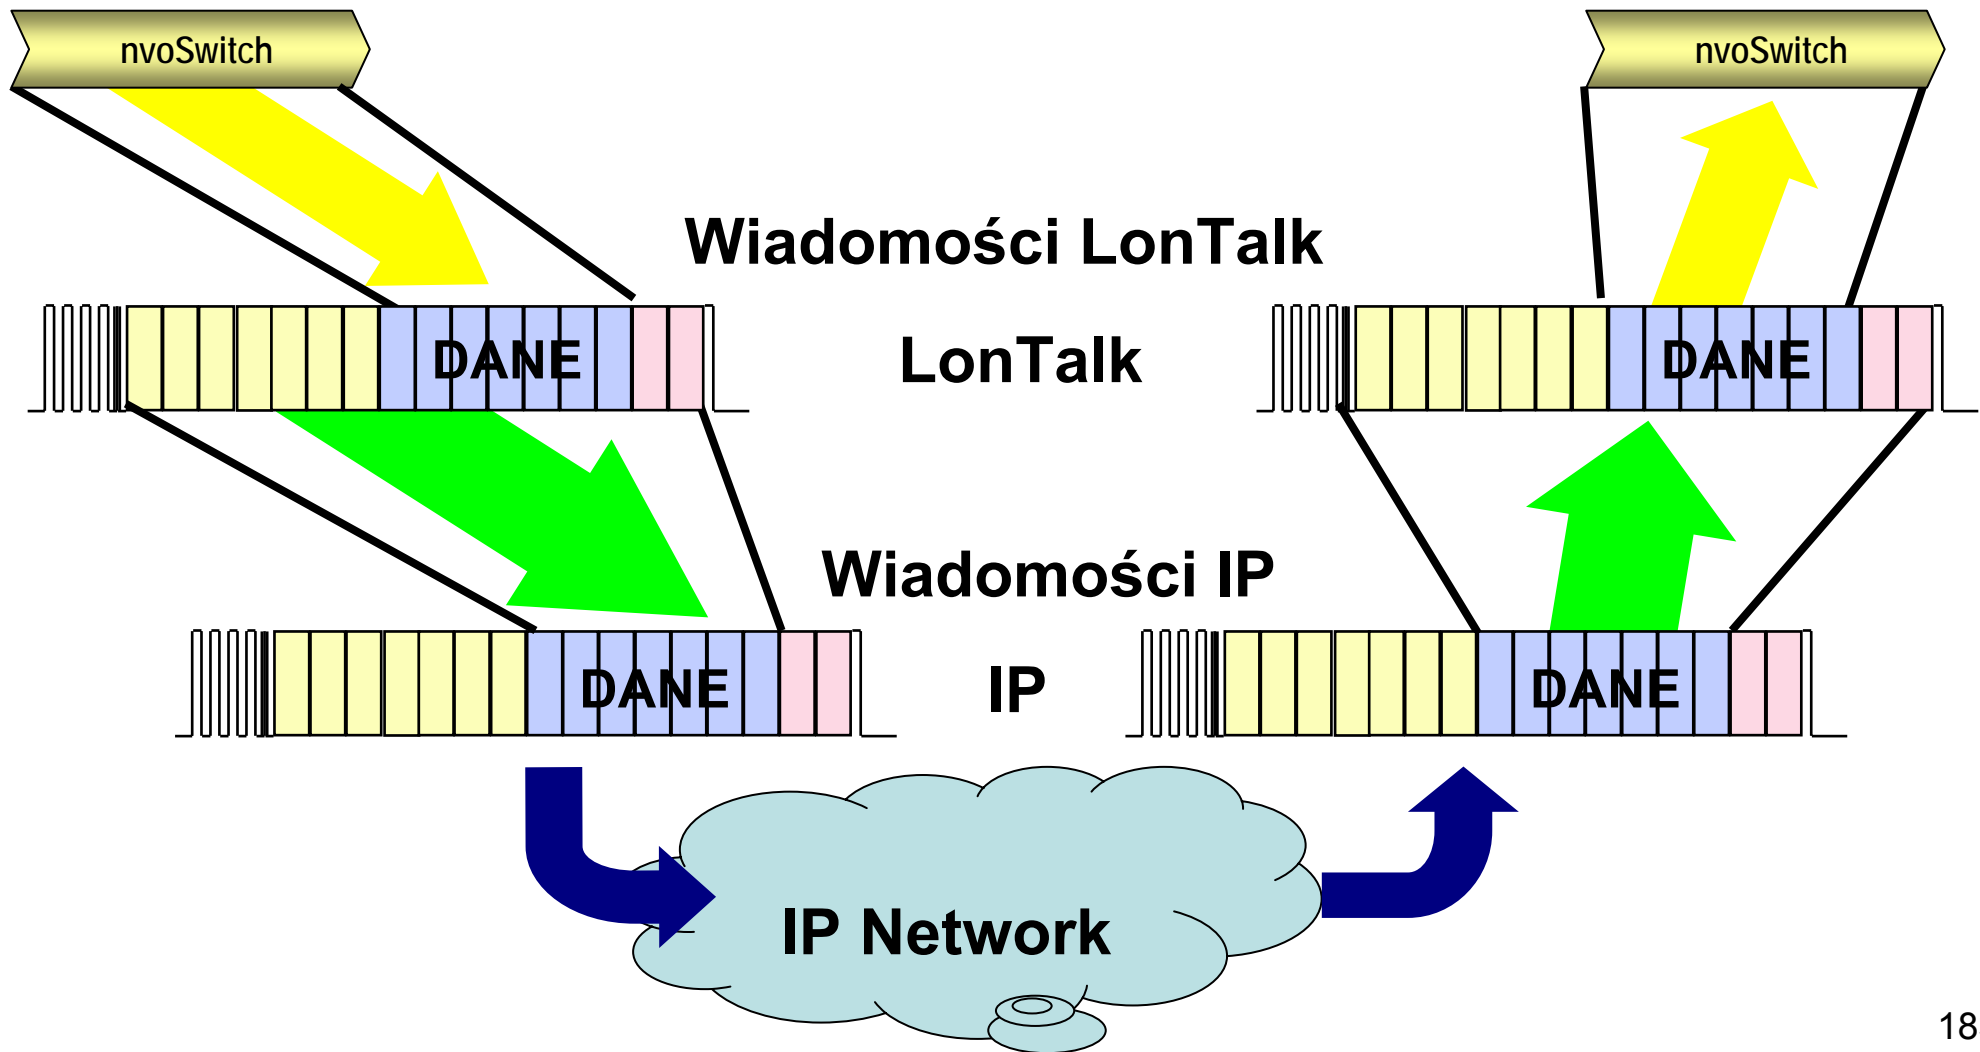 nvoSwitch
nvoSwitch
Wiadomości LonTalk
DANE
LonTalk
DANE
Wiadomości IP
DANE
IP
DANE
IP Network
18